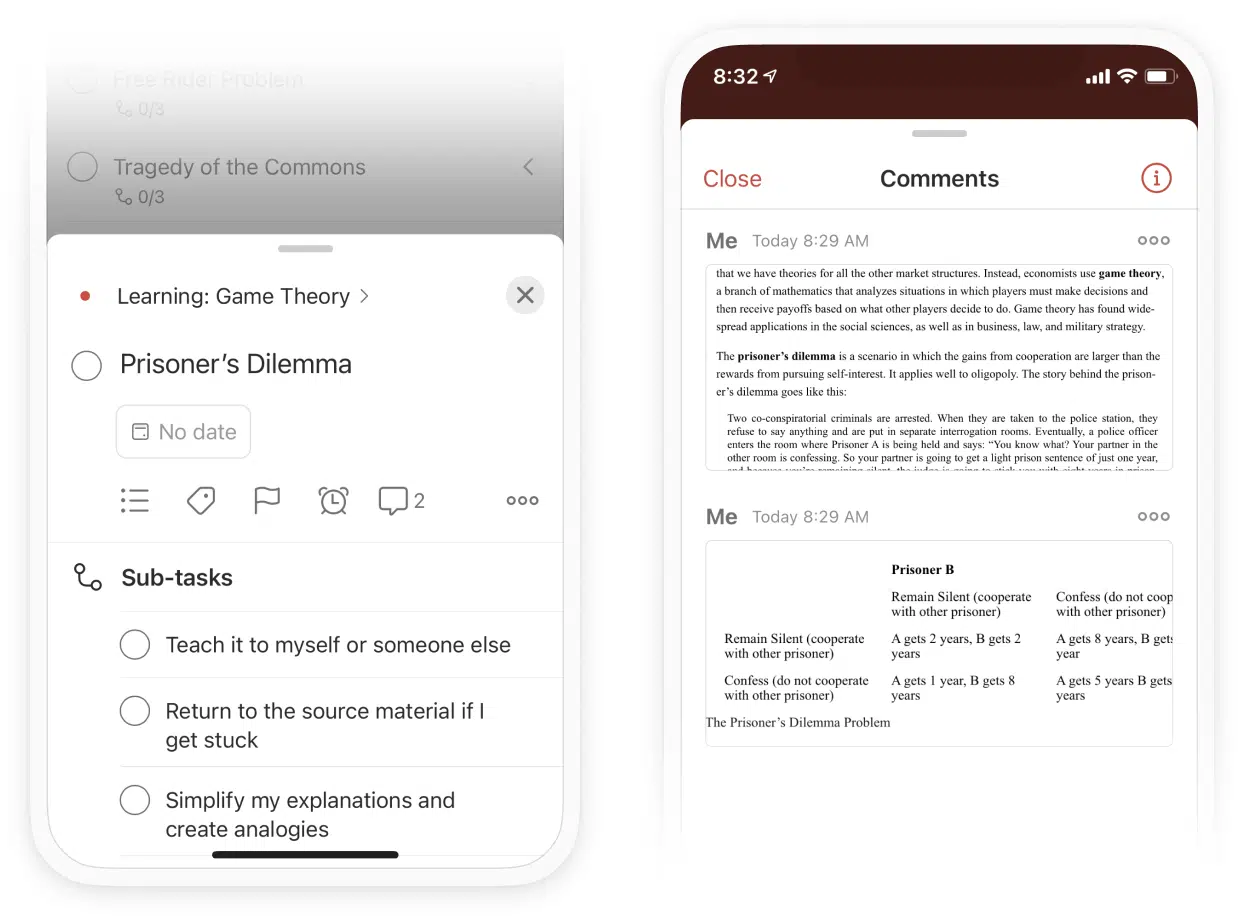 Free Rider Problem
0/3
Tragedy of the Commons
0/3
Learning: Game Theory
Prisoner’s Dilemma
No date
2
Sub-tasks
Teach it to myself or someone else
Return to the source material if I
get stuck
Simplify my explanations and
create analogies
8:32
Close
Comments
Me Today 8:29 AM
that we have theories for all the other market structures. Instead, economists use game theory,
a branch of mathematics that analyzes situations in which players must make decisions and
then receive payoffs based on what other players decide to do. Game theory has found wide-
spread applications in the social sciences, as well as in business, law, and military strategy.
The prisoner’s dilemma is a scenario in which the gains from cooperation are larger than the
rewards from pursuing self-interest. It applies well to oligopoly. The story behind the prison-
er’s dilemma goes like this:
Two co-conspiratorial criminals are arrested. When they are taken to the police station, they
refuse to say anything and are put in separate interrogation rooms. Eventually, a police officer
enters the room where Prisoner A is being held and says: “You know what? Your partner in the
other room is confessing. So your partner is going to get a light prison sentence of just one year,
Me Today 8:29 AM
Prisoner B
Remain Silent (cooperate
with other prisoner)
Confess (do not coop
with other prisoner)
Remain Silent (cooperate
with other prisoner)
A gets 2 years, B gets 2
years
A gets 8 years, B gets
year
Confess (do not cooperate
with other prisoner)
A gets 1 year, B gets 8
years
A gets 5 years B gets
years
The Prisoner’s Dilemma Problem